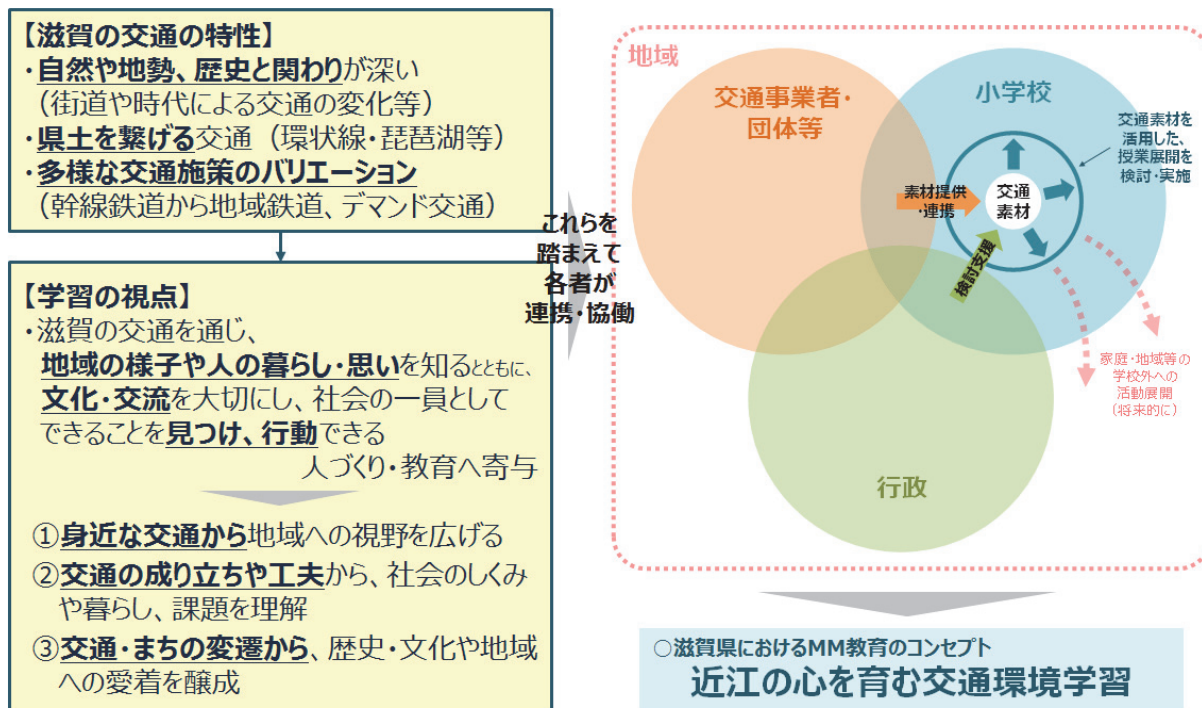 【滋賀の交通の特性】
・自然や地勢、歴史と関わりが深い
（街道や時代による交通の変化等）
・県土を繋げる交通（環状線・琵琶湖等）
・多様な交通施策のバリエーション
（幹線鉄道から地域鉄道、デマンド交通）
【学習の視点】
・滋賀の交通を通じ、
地域の様子や人の暮らし・思いを知るとともに、
文化・交流を大切にし、社会の一員として
できることを見つけ、行動できる
人づくり・教育へ寄与
①身近な交通から地域への視野を広げる
②交通の成り立ちや工夫から、社会のしくみ
や暮らし、課題を理解
③交通・まちの変遷から、歴史・文化や地域
への愛着を醸成
これらを
踏まえて
各者が
連携・協働
地域
交通事業者・
団体等
小学校
交通素材を
活用した、
授業展開を
検討・実施
素材提供
・連携
交通
素材
検討支援
家庭・地域等の
学校外への
活動展開
（将来的に）
行政
○滋賀県におけるMM教育のコンセプト
近江の心を育む交通環境学習